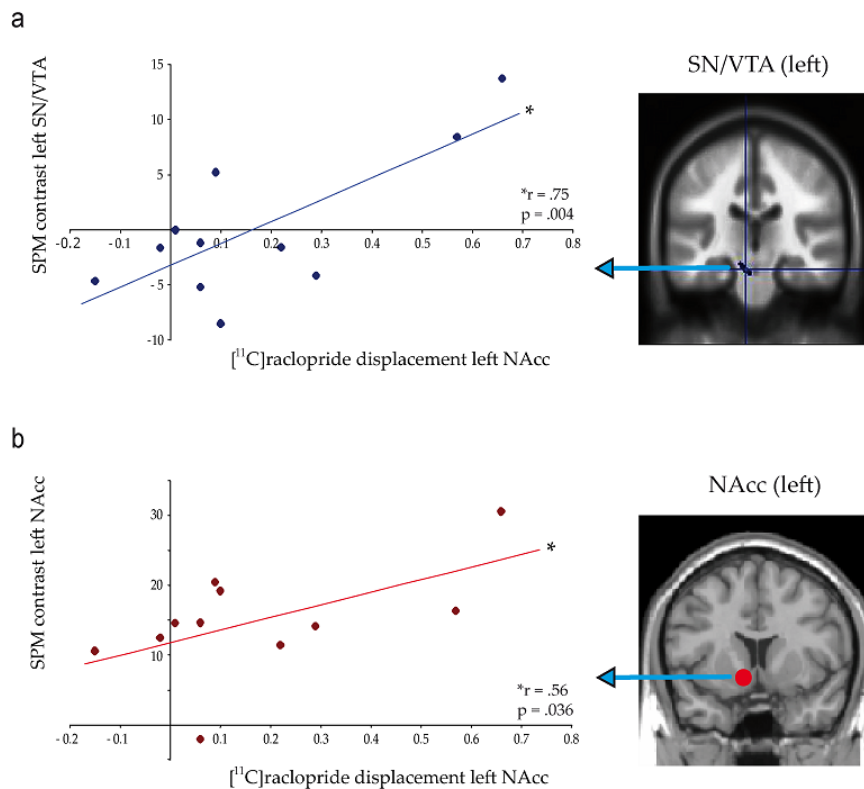 a
SN/VTA (left)
SPM contrast left SN/VTA
15
10
5
*
*r = .75
p = .004
-0.2 -0.1 0 0.1 0.2 0.3 0.4 0.5 0.6 0.7 0.8
- 5
-10
[¹¹C]raclopride displacement left NAcc
b
NAcc (left)
SPM contrast left NAcc
30
20
10
*
*r = .56
p = .036
- 0.2 - 0.1 0 0.1 0.2 0.3 0.4 0.5 0.6 0.7 0.8
[¹¹C]raclopride displacement left NAcc